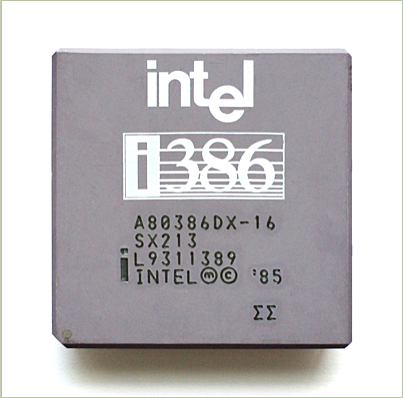 intel
i386
A80386DX-16
SX213
L9311389
i INTEL Ⓜ© '85
ΣΣ